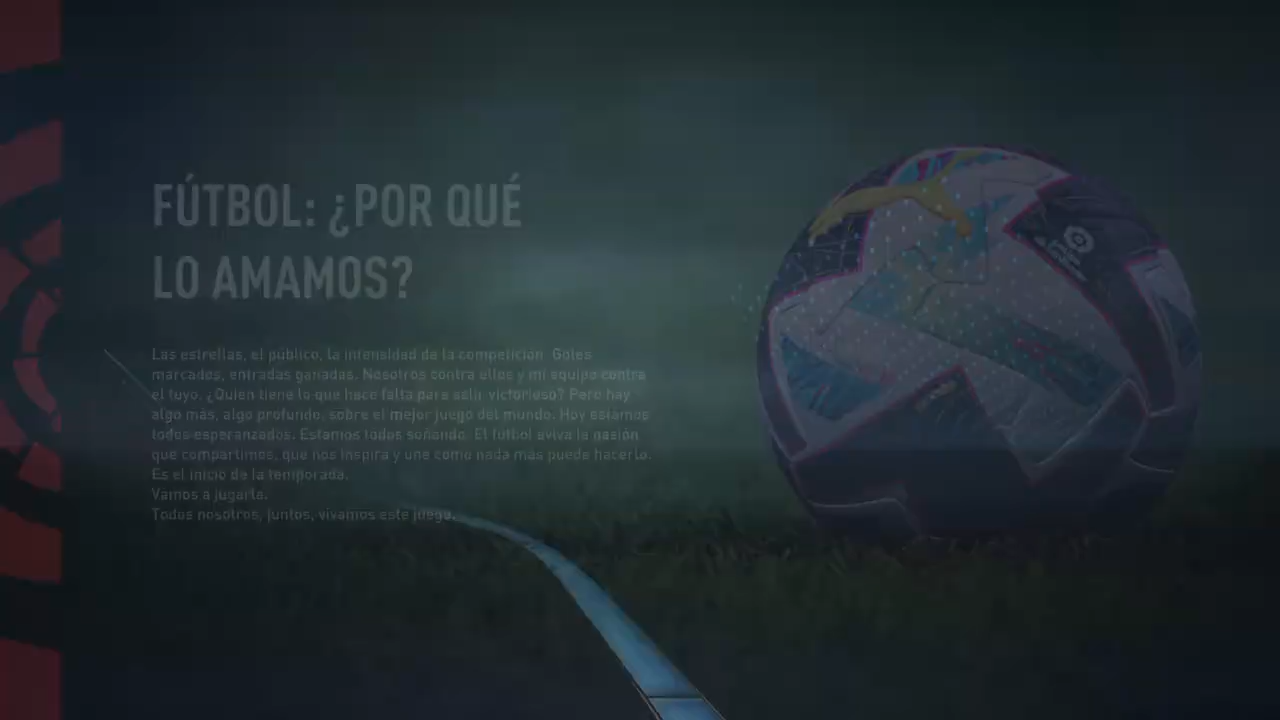 FÚTBOL: ¿POR QUÉ
LO AMAMOS?
Las estrellas, el público, la intensidad de la competición. Goles
marcados, entradas ganadas. Nosotros contra ellos y mi equipo contra
el tuyo. ¿Quién tiene lo que hace falta para salir victorioso? Pero hay
algo más, algo profundo, sobre el mejor juego del mundo. Hoy estamos
todos esperanzados. Estamos todos soñando. El fútbol aviva la pasión
que compartimos, que nos inspira y une como nada más puede hacerlo.
Es el inicio de la temporada.
Vamos a jugarla.
Todos nosotros, juntos, vivamos este juego.